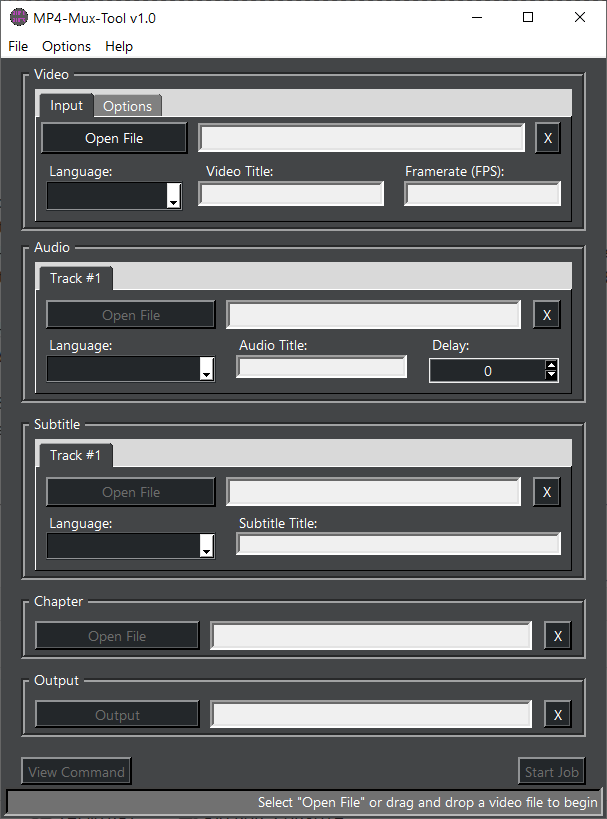 MP4-Mux-Tool v1.0
File Options Help
Video
Input Options
Open File X
Language: Video Title: Framerate (FPS):
Audio
Track #1
Open File X
Language: Audio Title: Delay:
0
Subtitle
Track #1
Open File X
Language: Subtitle Title:
Chapter
Open File X
Output
Output X
View Command Start Job
Select "Open File" or drag and drop a video file to begin